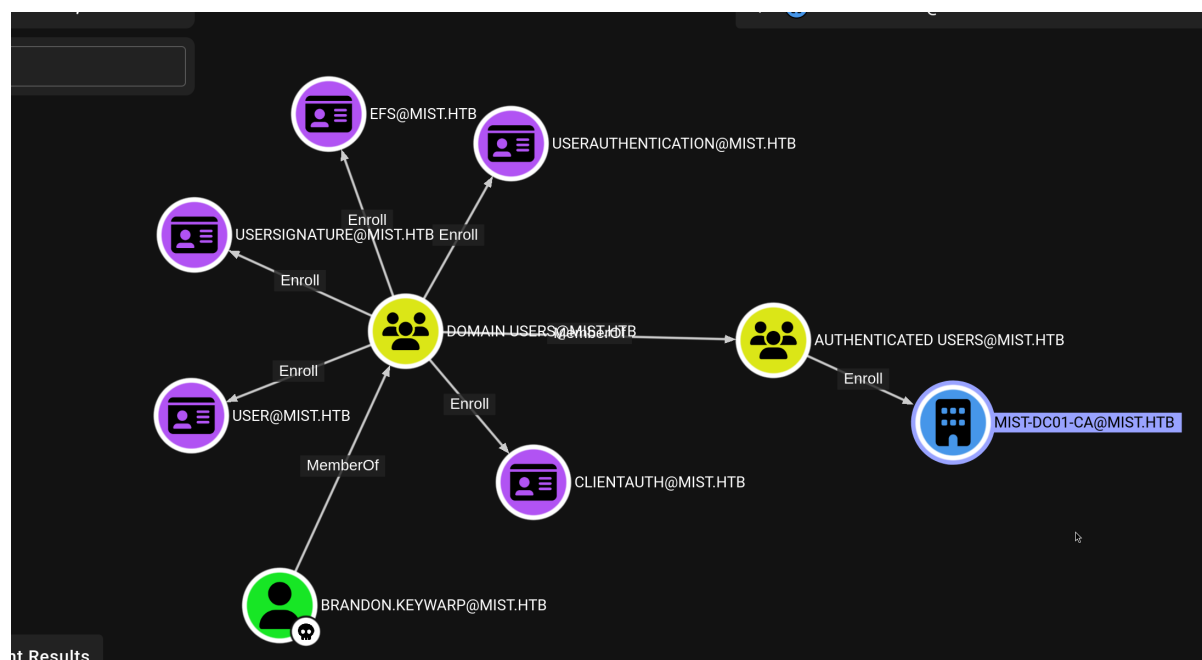 EFS@MIST.HTB
USERAUTHENTICATION@MIST.HTB
Enroll
USERSIGNATURE@MIST.HTB
Enroll
Enroll
DOMAIN USERS@MIST.HTB
MemberOf
AUTHENTICATED USERS@MIST.HTB
Enroll
Enroll
Enroll
USER@MIST.HTB
MIST-DC01-CA@MIST.HTB
MemberOf
CLIENTAUTH@MIST.HTB
BRANDON.KEYWARP@MIST.HTB
nt Results